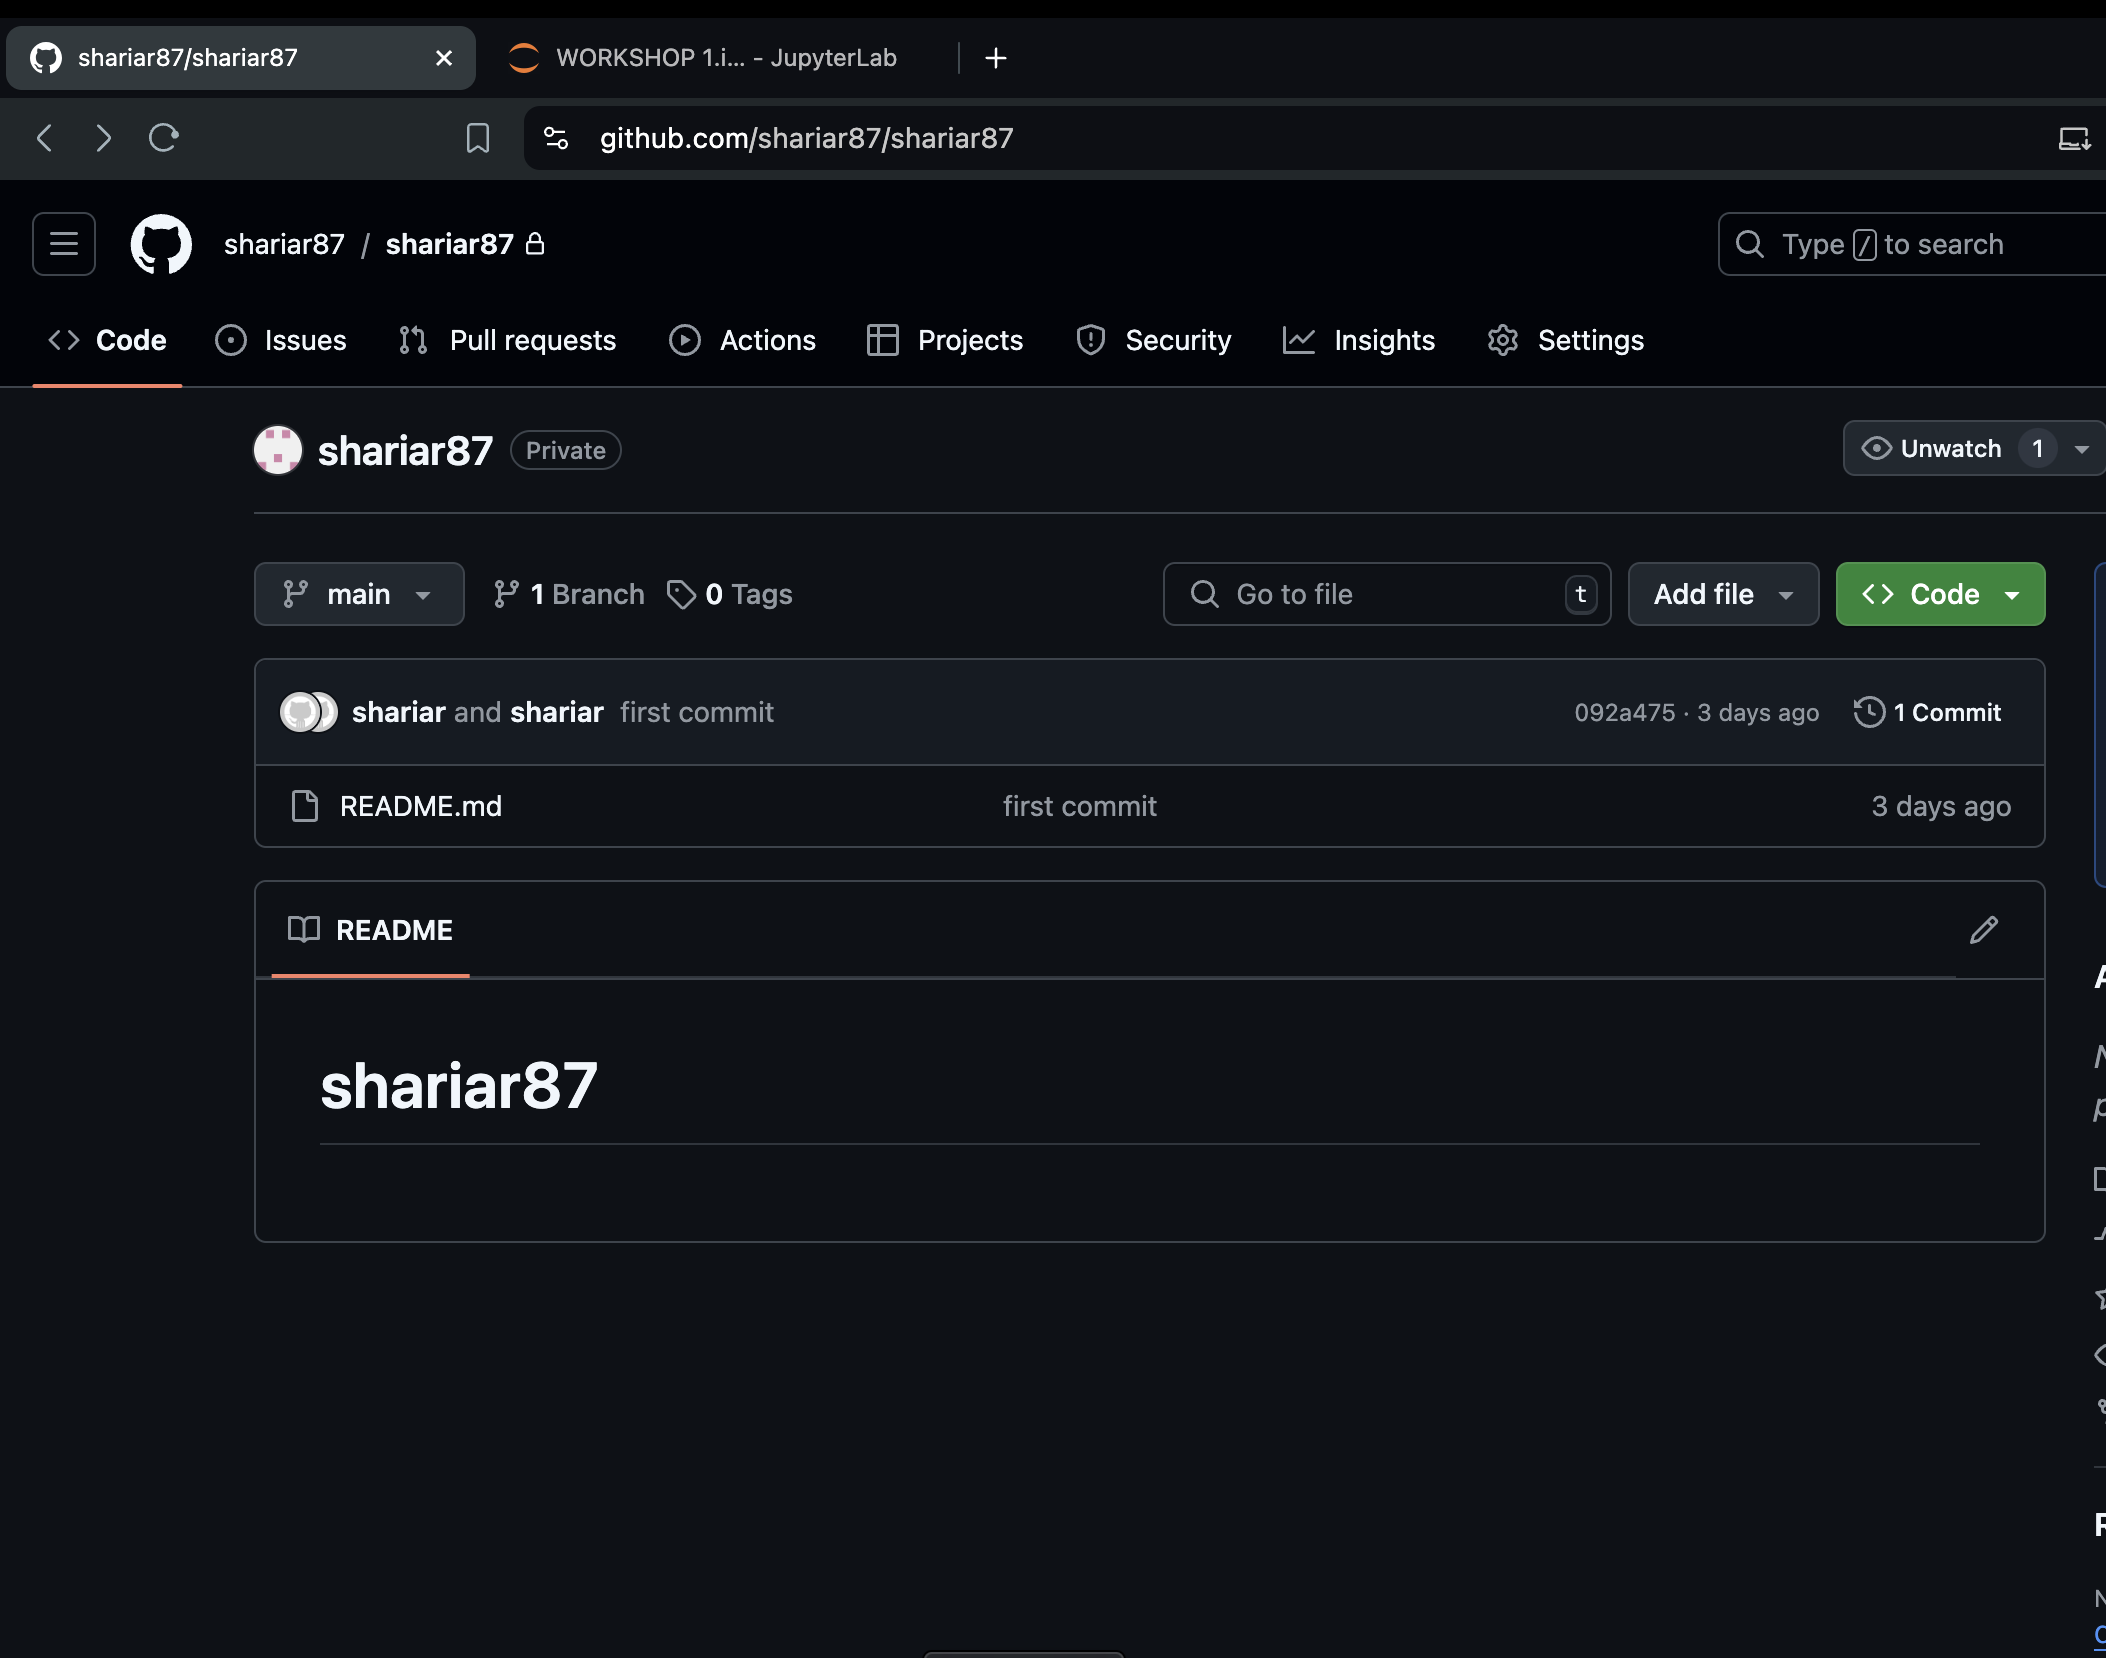 shariar87/shariar87
WORKSHOP 1.i... - JupyterLab
github.com/shariar87/shariar87
shariar87 / shariar87
Type / to search
Code Issues Pull requests Actions Projects Security Insights Settings
shariar87 Private
Unwatch 1
main 1 Branch 0 Tags
Go to file t
Add file
Code
shariar and shariar first commit
092a475 · 3 days ago 1 Commit
README.md first commit 3 days ago
README
shariar87